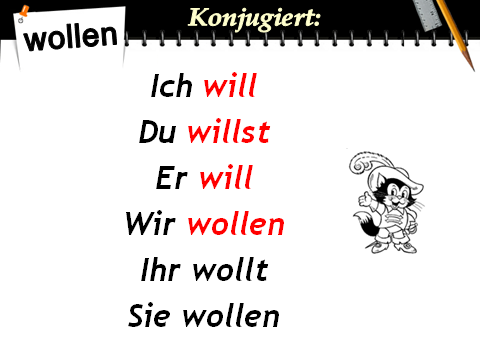 Konjugiert:
wollen
Ich will
Du willst
Er will
Wir wollen
Ihr wollt
Sie wollen